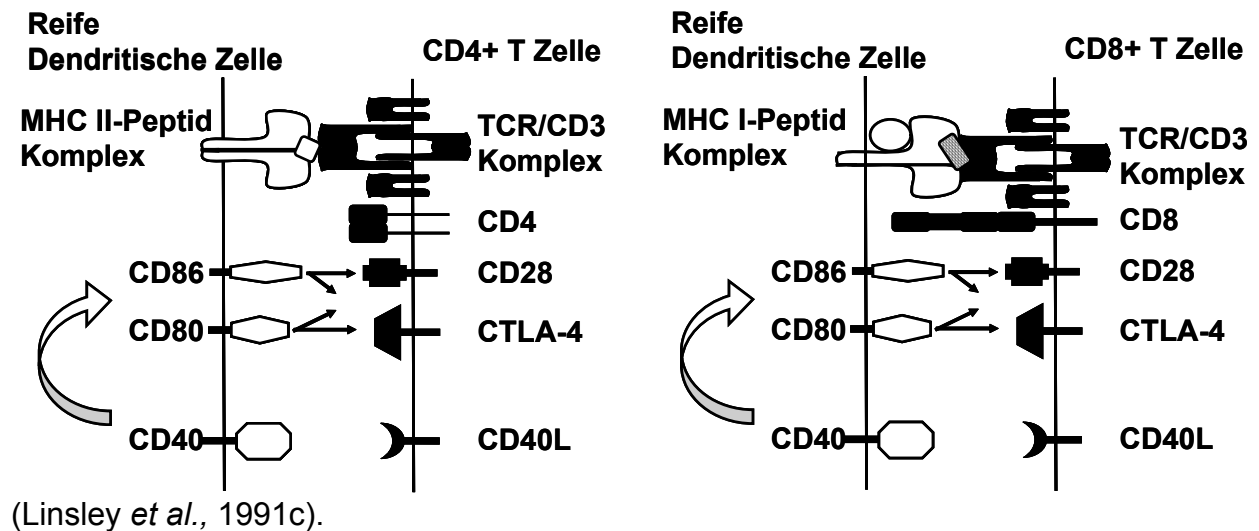 Reife
Dendritische Zelle
CD4+ T Zelle
MHC II-Peptid
Komplex
TCR/CD3
Komplex
CD4
CD86
CD28
CD80
CTLA-4
CD40
CD40L
Reife
Dendritische Zelle
CD8+ T Zelle
MHC I-Peptid
Komplex
TCR/CD3
Komplex
CD8
CD86
CD28
CD80
CTLA-4
CD40
CD40L
(Linsley et al., 1991c).